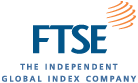 FTSE
THE INDEPENDENT
GLOBAL INDEX COMPANY